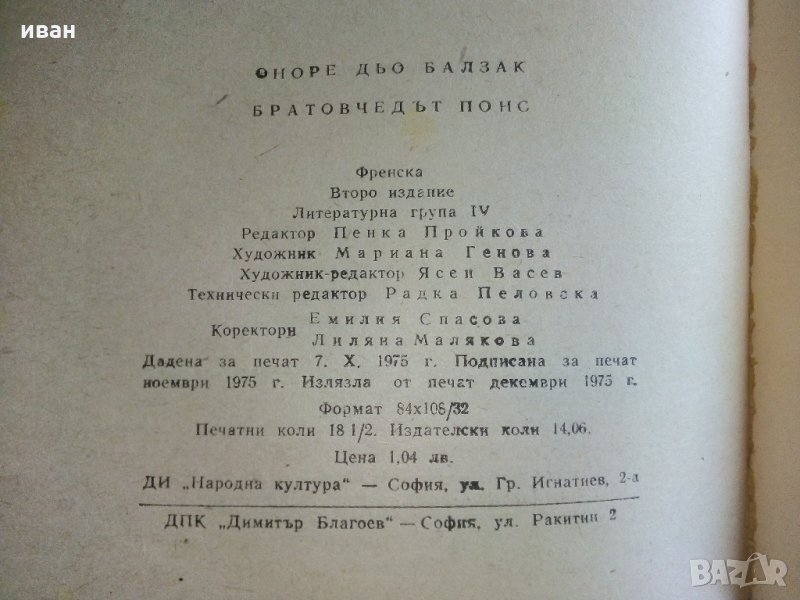 иван
ОНОРЕ ДЬО БАЛЗАК
БРАТОВЧЕДЪТ ПОНС
Френска
Второ издание
Литературна група IV
Редактор Пенка Пройкова
Художник Мариана Генова
Художник-редактор Ясен Васев
Технически редактор Радка Пеловска
Коректори Емилия Спасова
Лиляна Малякова
Дадена за печат 7. X. 1975 г. Подписана за печат
ноември 1975 г. Излязла от печат декември 1975 г.
Формат 84x108/32
Печатни коли 18 1/2. Издателски коли 14,06.
Цена 1,04 лв.
ДИ „Народна култура“ — София, ул. Гр. Игнатиев, 2-а
ДПК „Димитър Благоев“ — София, ул. Ракитин 2
BAZAR